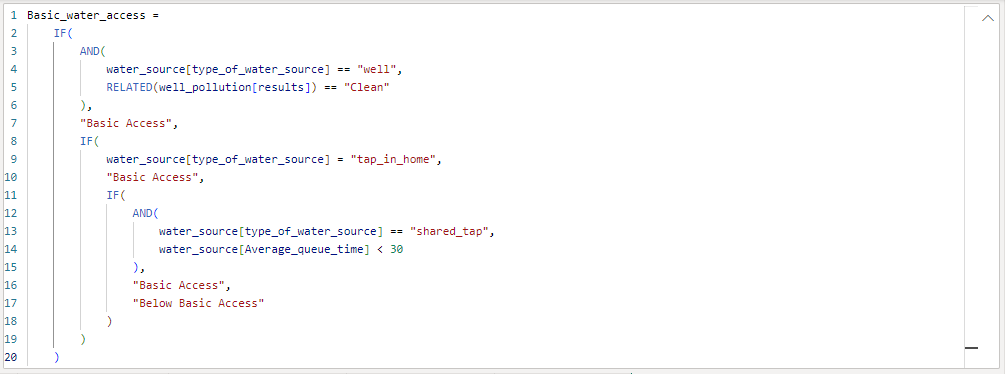 1 Basic_water_access =
2 IF(
3 AND(
4 water_source[type_of_water_source] == "well",
5 RELATED(well_pollution[results]) == "Clean"
6 ),
7 "Basic Access",
8 IF(
9 water_source[type_of_water_source] = "tap_in_home",
10 "Basic Access",
11 IF(
12 AND(
13 water_source[type_of_water_source] == "shared_tap",
14 water_source[Average_queue_time] < 30
15 ),
16 "Basic Access",
17 "Below Basic Access"
18 )
19 )
20 )